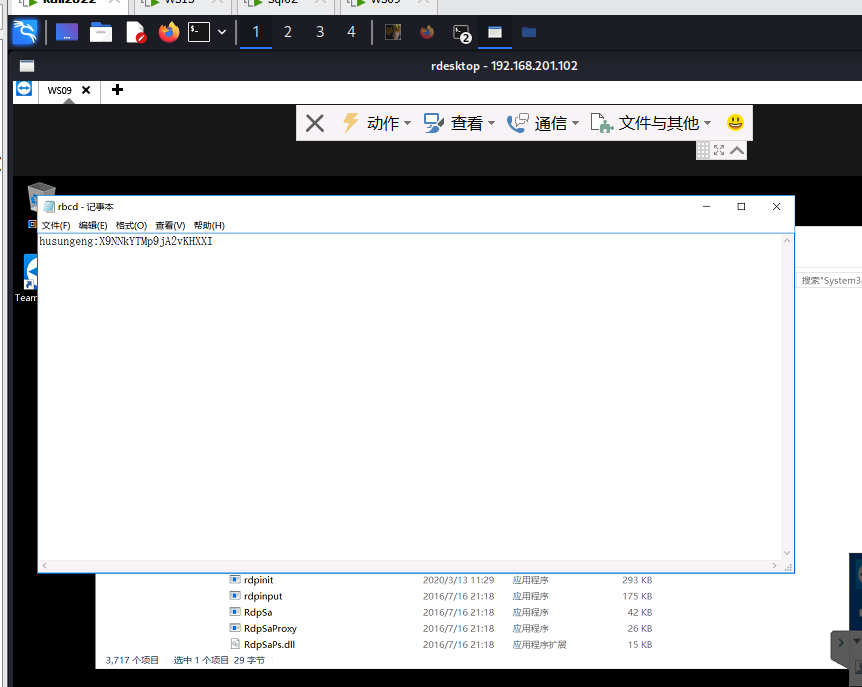 Kali2022
WS13
Sql02
WS09
1 2 3 4
2
rdesktop - 192.168.201.102
WS09
动作 查看 通信 文件与其他
rbcd - 记事本
文件(F) 编辑(E) 格式(O) 查看(V) 帮助(H)
husungeng:X9NNkYTMp9jA2vKHXXI
回
Team
搜索"System3
rdpinit 2020/3/13 11:29 应用程序 293 KB
rdpinput 2016/7/16 21:18 应用程序 175 KB
RdpSa 2016/7/16 21:18 应用程序 42 KB
RdpSaProxy 2016/7/16 21:18 应用程序 26 KB
RdpSaPs.dll 2016/7/16 21:18 应用程序扩展 15 KB
3,717 个项目 选中 1 个项目 29 字节